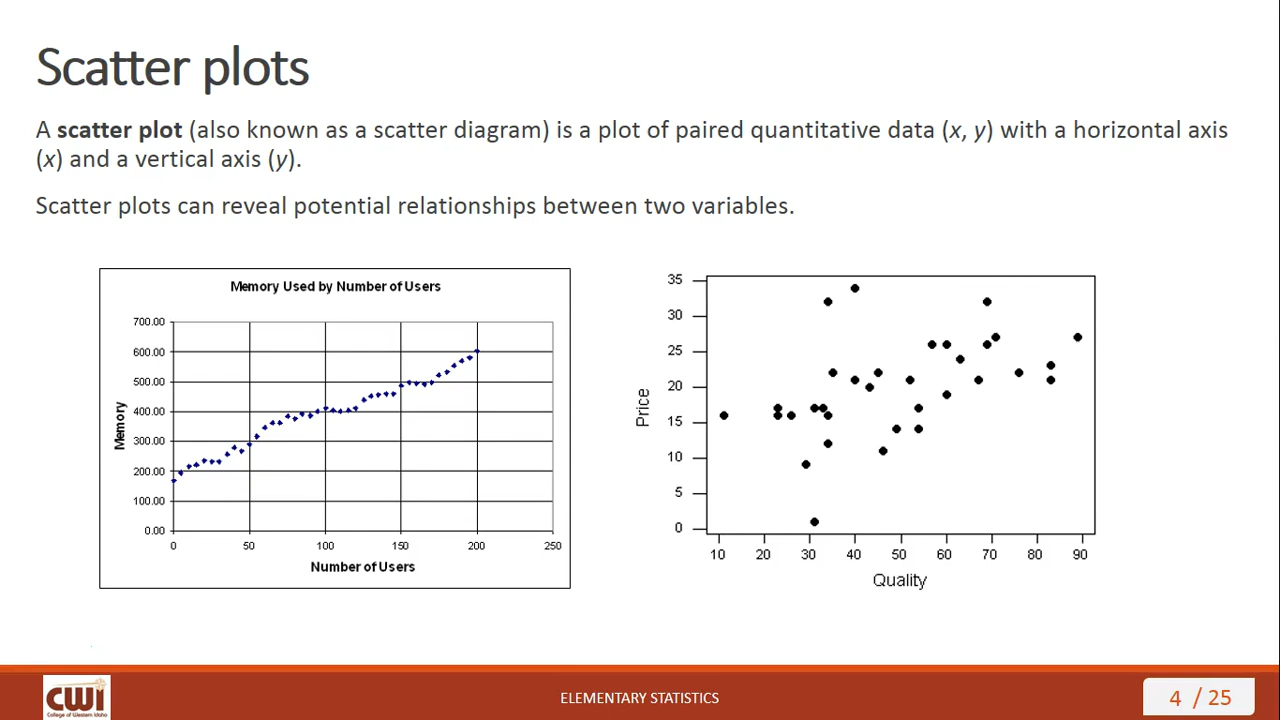 Scatter plots
A scatter plot (also known as a scatter diagram) is a plot of paired quantitative data (x, y) with a horizontal axis
(x) and a vertical axis (y).
Scatter plots can reveal potential relationships between two variables.
Memory Used by Number of Users
700.00
600.00
500.00
400.00
300.00
200.00
100.00
0.00
Memory
0 50 100 150 200 250
Number of Users
35
30
25
20
15
10
5
0
Price
10 20 30 40 50 60 70 80 90
Quality
CWI
College of Western Idaho
ELEMENTARY STATISTICS
4 / 25